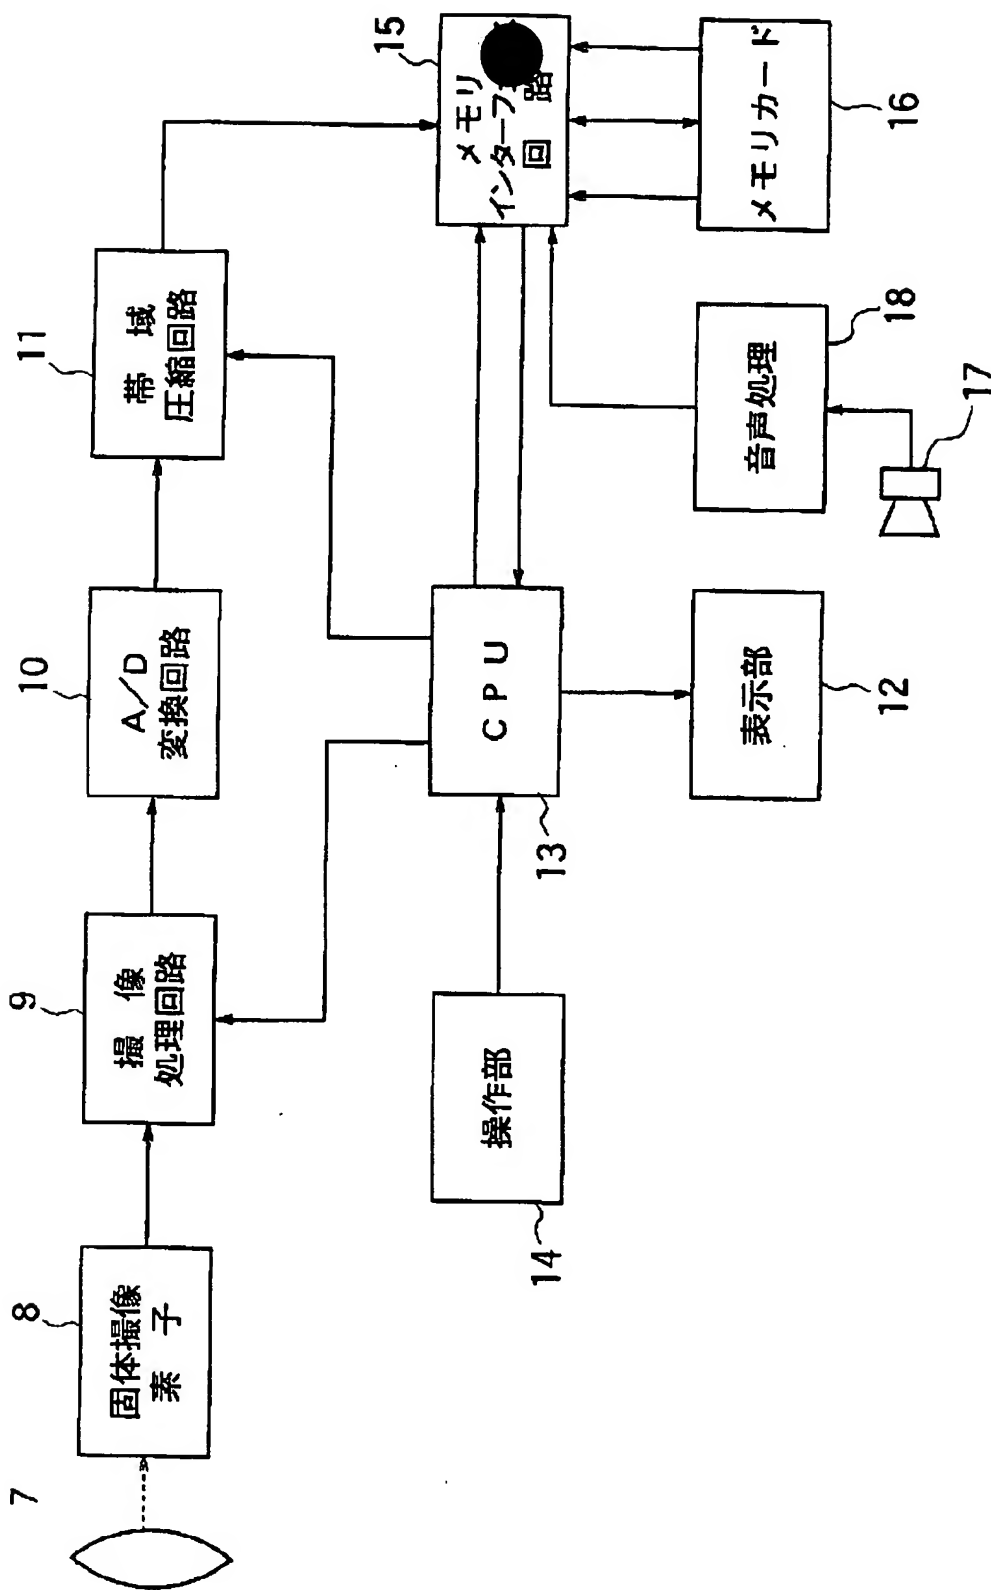 7
8
固体撮像
素子
9
撮像
処理回路
10
A/D
変換回路
11
帯域
圧縮回路
14
操作部
13
CPU
15
メモリ
インターフ
回路
12
表示部
17
音声処理
18
メモリカード
16